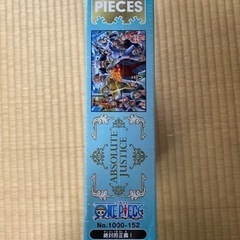 PIECES
ABSOLUTE
JUSTICE
ONE PIECE
No.1000-152
絶対的正義！